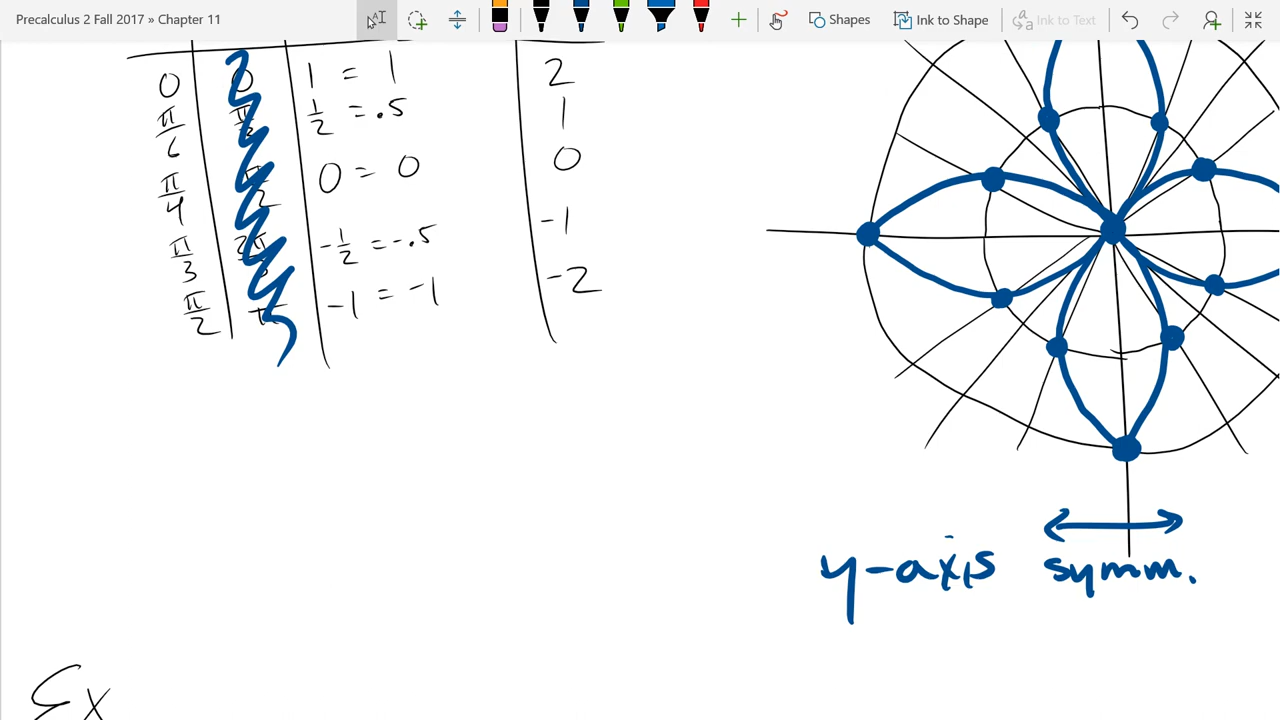 Precalculus 2 Fall 2017 » Chapter 11
Shapes
Ink to Shape
Ink to Text
0 0 1 = 1 2
π/6 1/2 = .5 1
π/4 0 = 0 0
π/3 -1/2 = -.5 -1
π/2 -1 = -1 -2
y-axis symm.
Ex